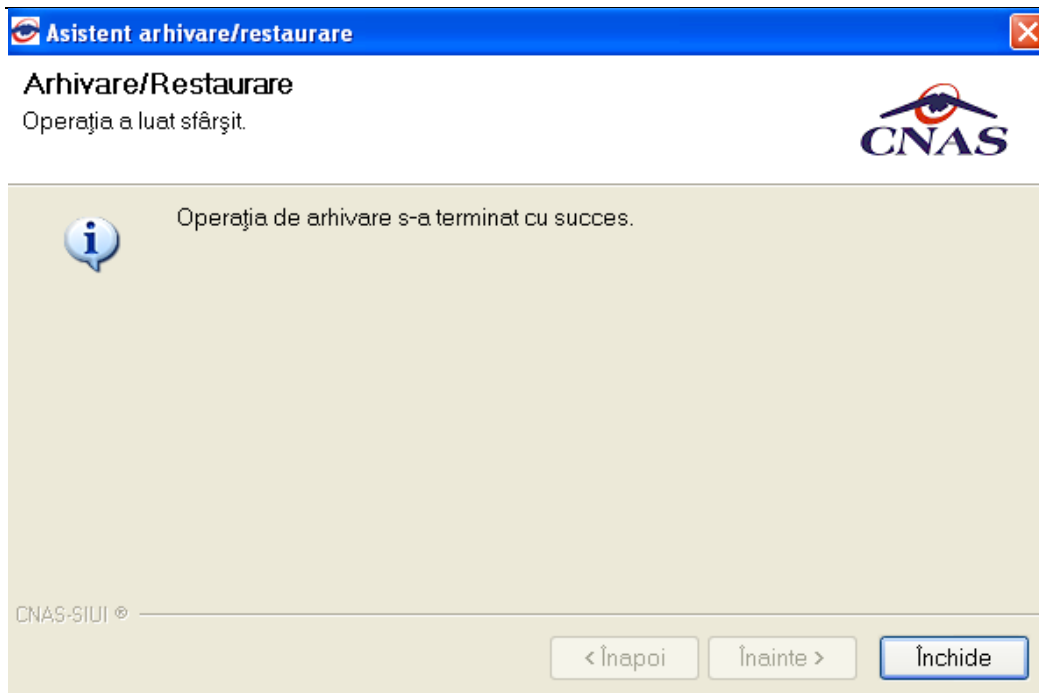 Asistent arhivare/restaurare
Arhivare/Restaurare
Operaţia a luat sfârşit.
CNAS
Operaţia de arhivare s-a terminat cu succes.
CNAS-SIUI ®
< Înapoi
Înainte >
Închide